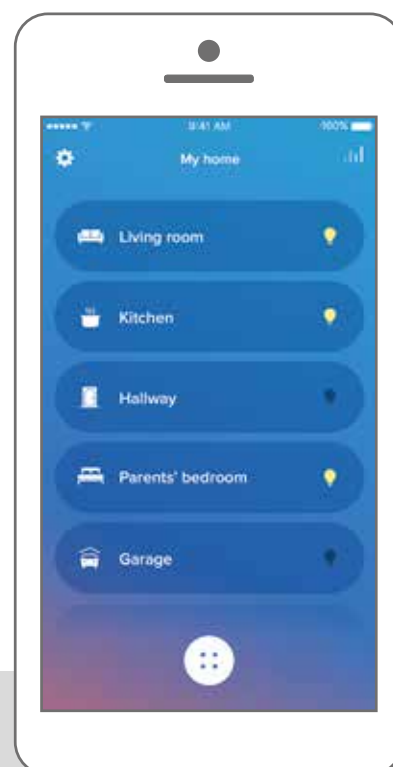 9:41 AM 100%
My home
Living room
Kitchen
Hallway
Parents' bedroom
Garage